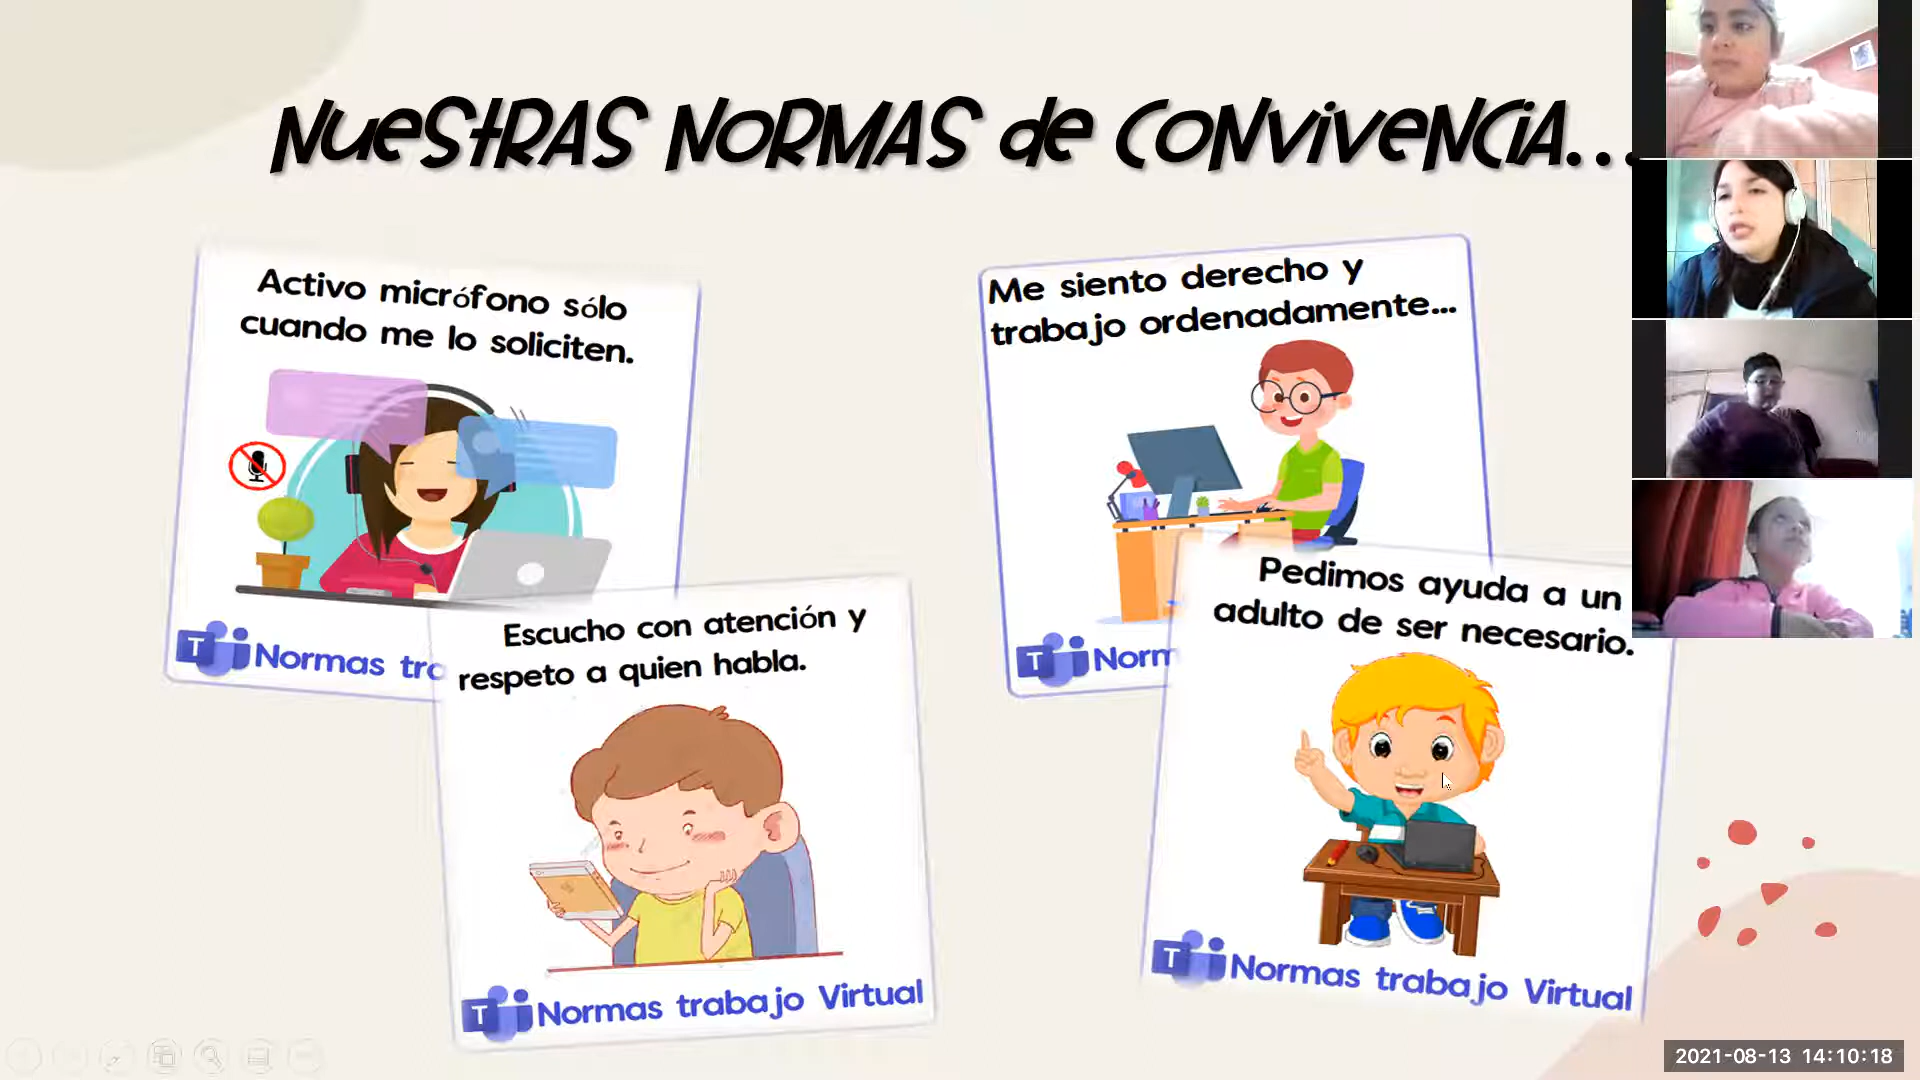 NUESTRAS NORMAS de CONVIVENCIA...
Activo micrófono sólo
cuando me lo soliciten.
T
Normas tra
Escucho con atención y
respeto a quien habla.
T
Normas trabajo Virtual
Me siento derecho y
trabajo ordenadamente...
T
Norm
Pedimos ayuda a un
adulto de ser necesario.
T
Normas trabajo Virtual
2021-08-13 14:10:18